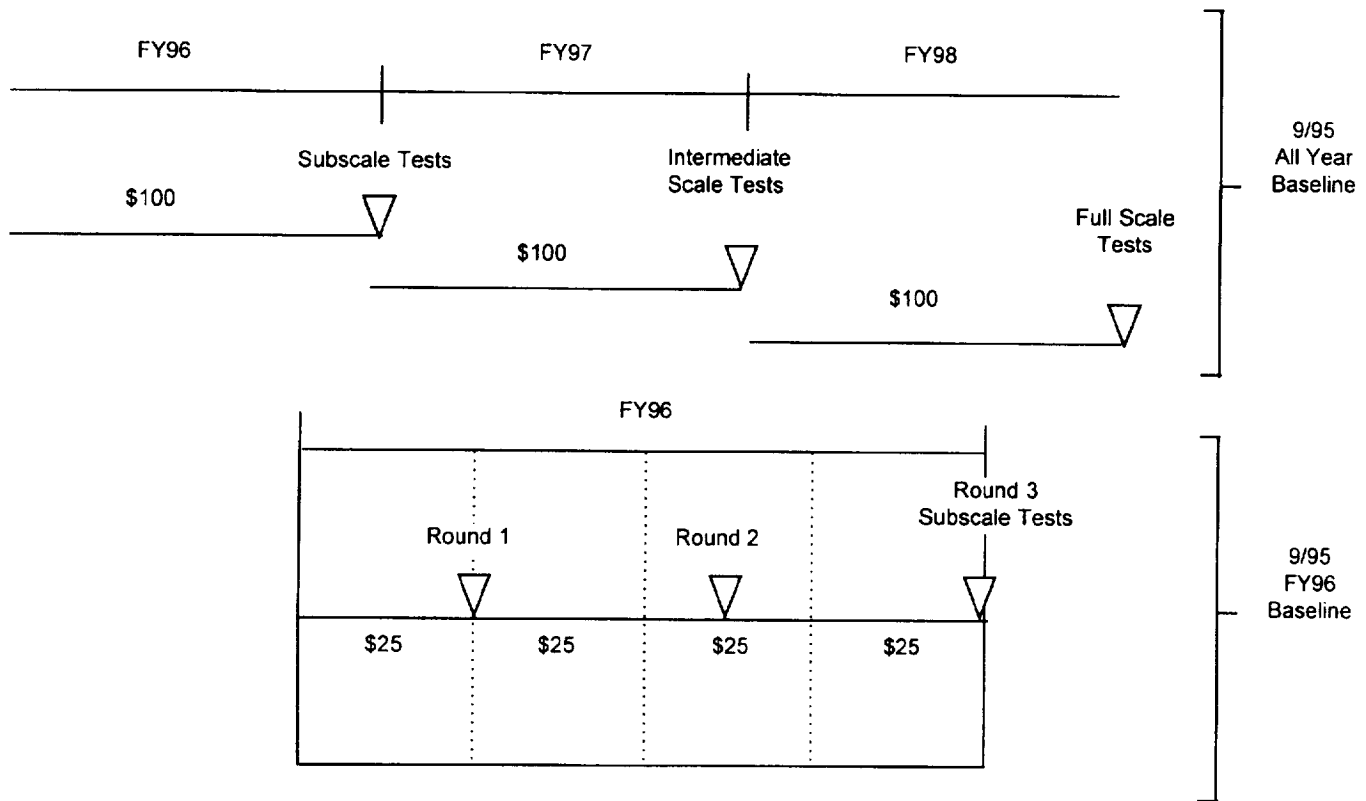 FY96
FY97
FY98
Subscale Tests
Intermediate
Scale Tests
$100
Full Scale
Tests
$100
$100
9/95
All Year
Baseline
FY96
Round 3
Subscale Tests
Round 1
Round 2
$25
$25
$25
$25
9/95
FY96
Baseline